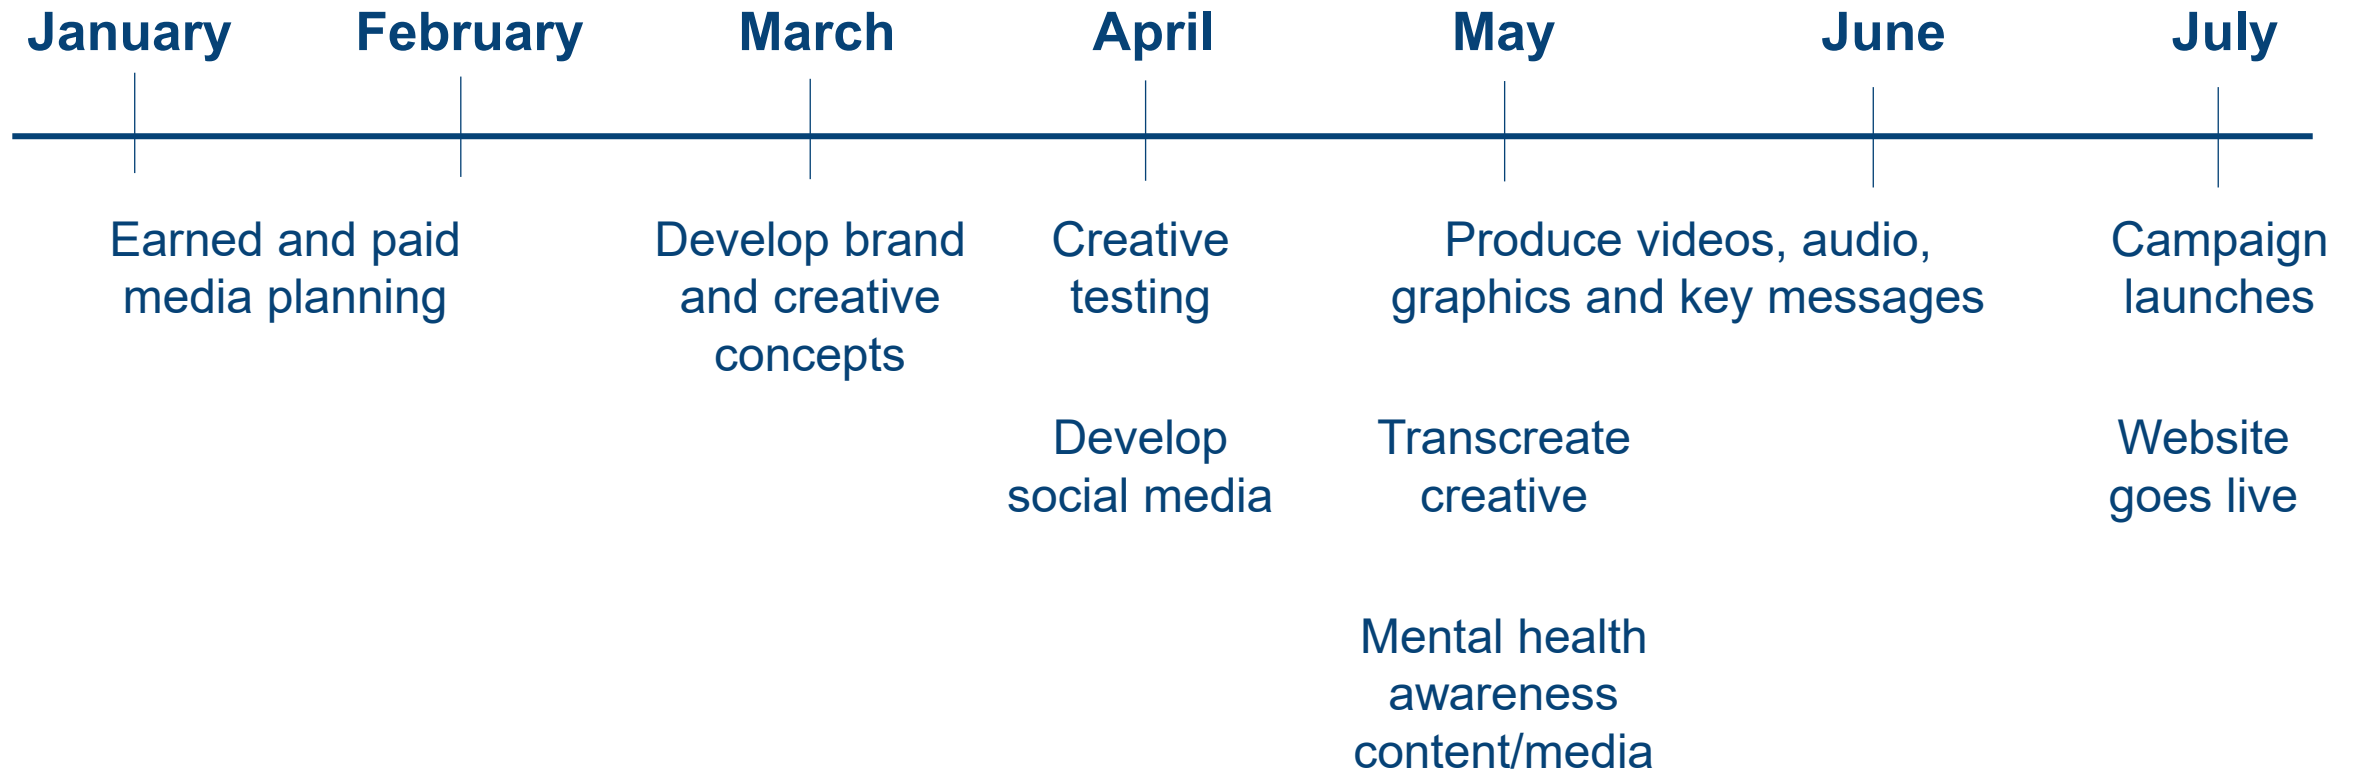 January February March April May June July
Earned and paid
media planning
Develop brand
and creative
concepts
Creative
testing
Develop
social media
Produce videos, audio,
graphics and key messages
Transcreate
creative
Mental health
awareness
content/media
Campaign
launches
Website
goes live